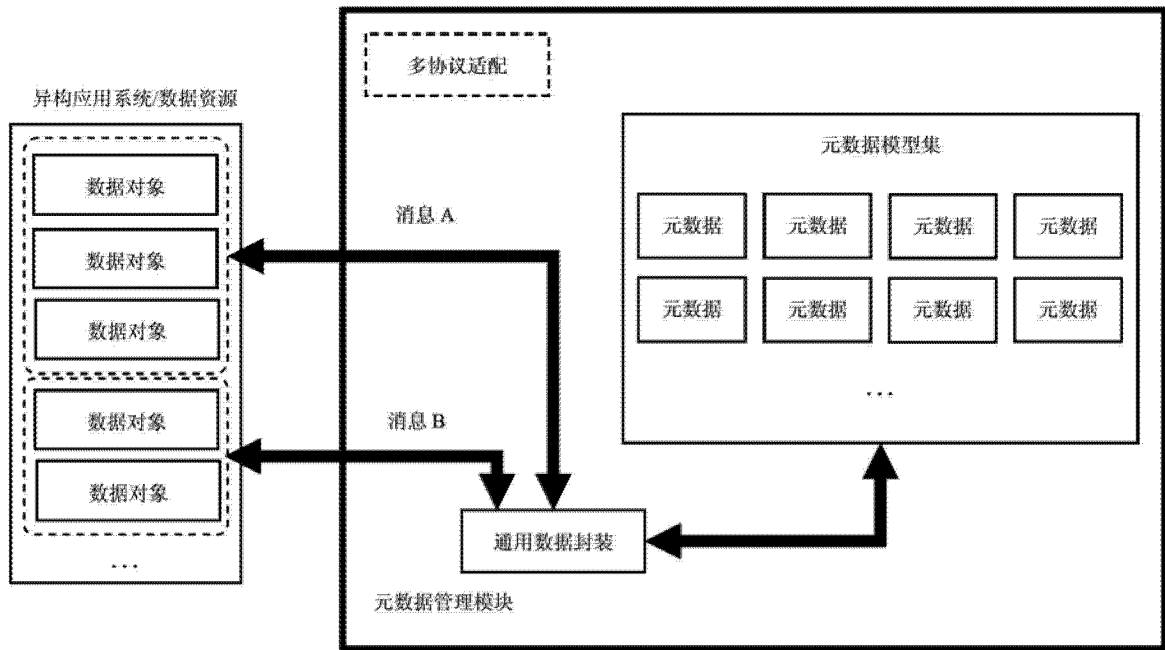 多协议适配
异构应用系统/数据资源
元数据模型集
数据对象
数据对象
数据对象
数据对象
数据对象
...
消息 A
消息 B
元数据 元数据 元数据 元数据
元数据 元数据 元数据 元数据
...
通用数据封装
元数据管理模块